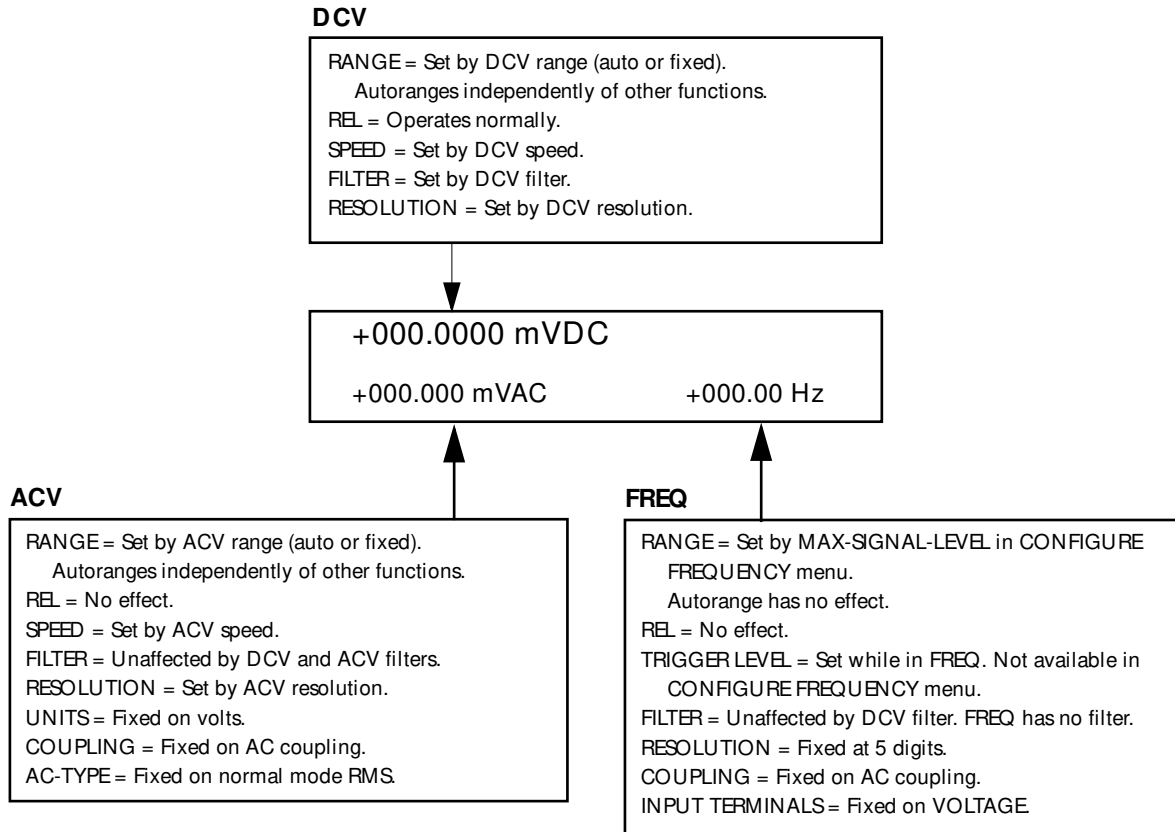 DCV
RANGE = Set by DCV range (auto or fixed).
Autoranges independently of other functions.
REL = Operates normally.
SPEED = Set by DCV speed.
FILTER = Set by DCV filter.
RESOLUTION = Set by DCV resolution.
+000.0000 mVDC
+000.000 mVAC +000.00 Hz
ACV
RANGE = Set by ACV range (auto or fixed).
Autoranges independently of other functions.
REL = No effect.
SPEED = Set by ACV speed.
FILTER = Unaffected by DCV and ACV filters.
RESOLUTION = Set by ACV resolution.
UNITS = Fixed on volts.
COUPLING = Fixed on AC coupling.
AC-TYPE = Fixed on normal mode RMS.
FREQ
RANGE = Set by MAX-SIGNAL-LEVEL in CONFIGURE
FREQUENCY menu.
Autorange has no effect.
REL = No effect.
TRIGGER LEVEL = Set while in FREQ. Not available in
CONFIGURE FREQUENCY menu.
FILTER = Unaffected by DCV filter. FREQ has no filter.
RESOLUTION = Fixed at 5 digits.
COUPLING = Fixed on AC coupling.
INPUT TERMINALS = Fixed on VOLTAGE.